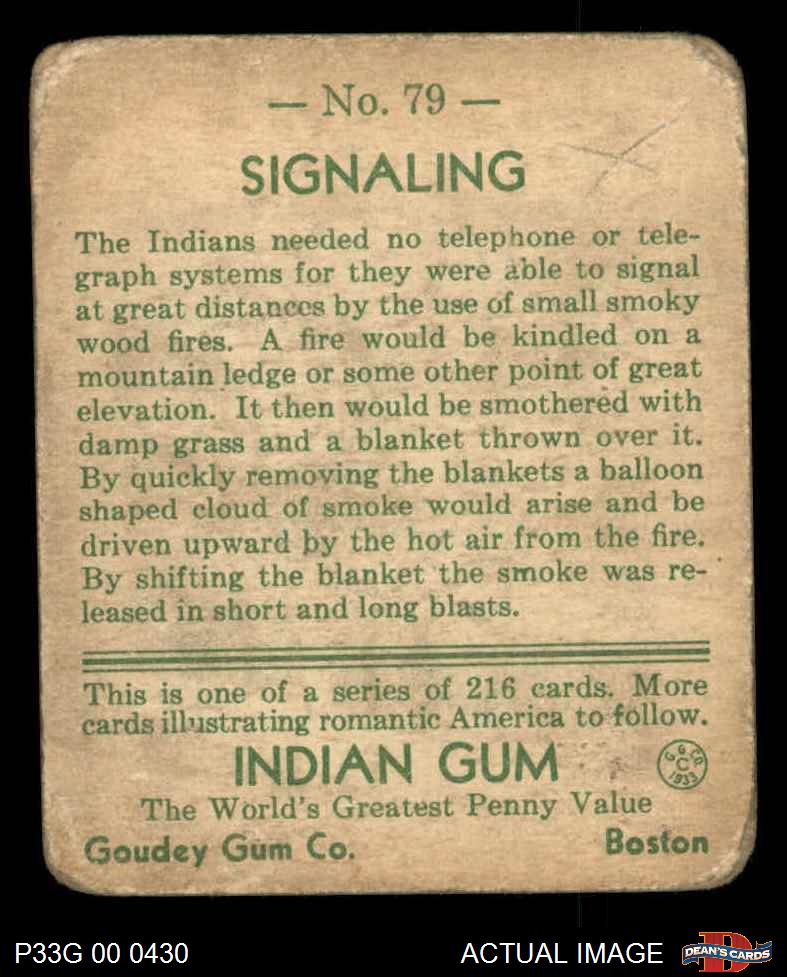 — No. 79 —
SIGNALING
The Indians needed no telephone or tele-
graph systems for they were able to signal
at great distances by the use of small smoky
wood fires. A fire would be kindled on a
mountain ledge or some other point of great
elevation. It then would be smothered with
damp grass and a blanket thrown over it.
By quickly removing the blankets a balloon
shaped cloud of smoke would arise and be
driven upward by the hot air from the fire.
By shifting the blanket the smoke was re-
leased in short and long blasts.
This is one of a series of 216 cards. More
cards illustrating romantic America to follow.
INDIAN GUM
G. G. CO.
C
1933
The World's Greatest Penny Value
Goudey Gum Co. Boston
P33G 00 0430 ACTUAL IMAGE D DEAN'S CARDS